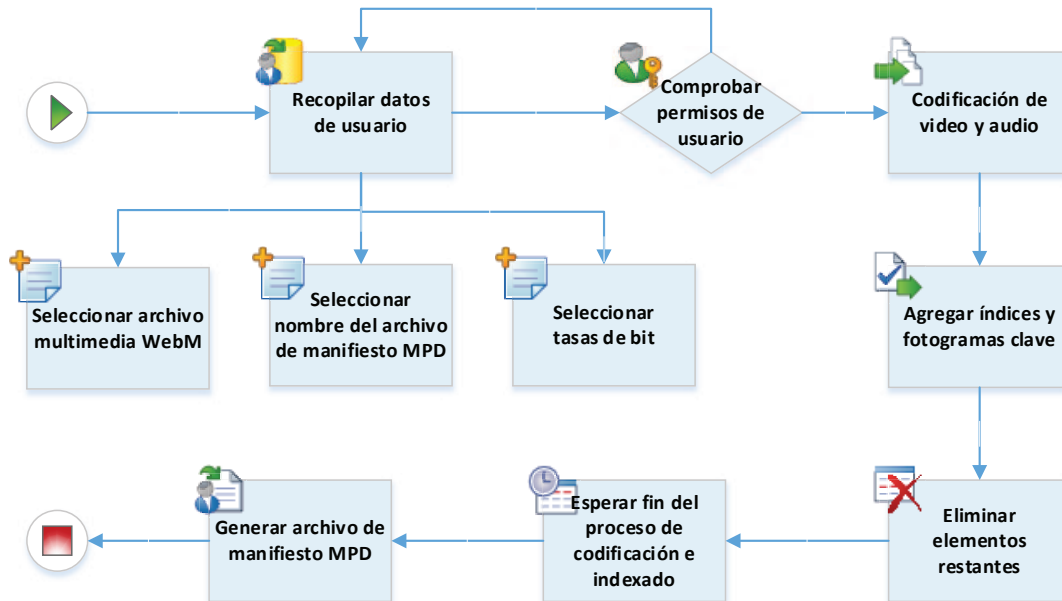 Recopilar datos
de usuario
Comprobar
permisos de
usuario
Codificación de
video y audio
Seleccionar archivo
multimedia WebM
Seleccionar
nombre del archivo
de manifiesto MPD
Seleccionar
tasas de bit
Agregar índices y
fotogramas clave
Generar archivo de
manifiesto MPD
Esperar fin del
proceso de
codificación e
indexado
Eliminar
elementos
restantes